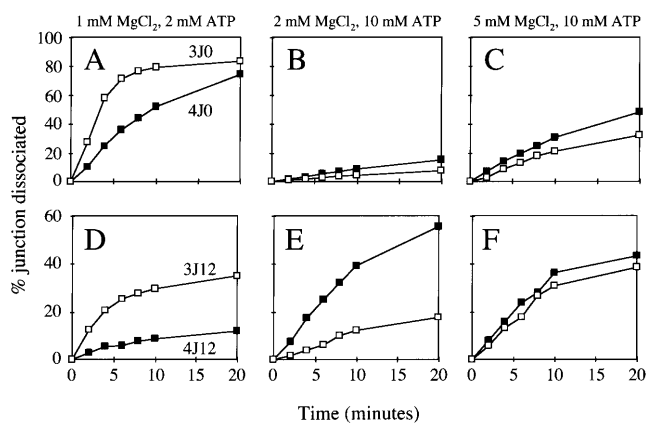 1 mM MgCl2, 2 mM ATP
2 mM MgCl2, 10 mM ATP
5 mM MgCl2, 10 mM ATP
% junction dissociated
100
80
60
40
20
0
A
3J0
4J0
B
C
60
40
20
0
D
3J12
4J12
E
F
0 5 10 15 20
0 5 10 15 20
0 5 10 15 20
Time (minutes)